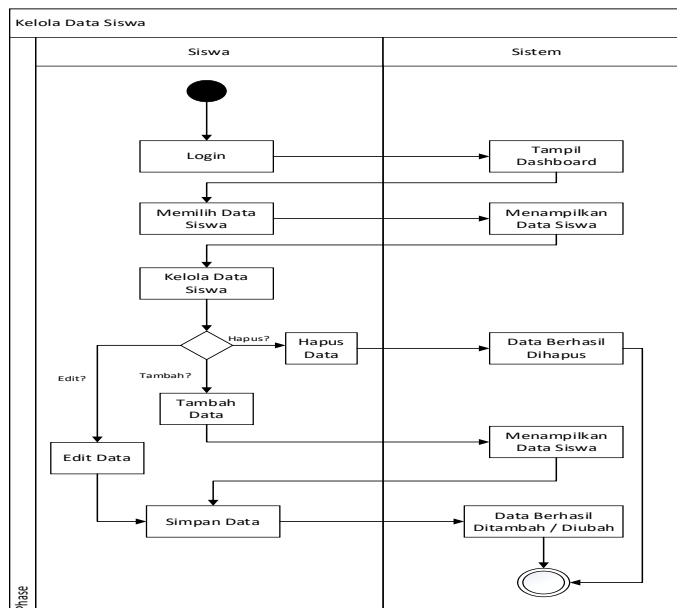 Kelola Data Siswa
Siswa
Sistem
Login
Tampil
Dashboard
Memilih Data
Siswa
Menampilkan
Data Siswa
Kelola Data
Siswa
Hapus?
Hapus
Data
Data Berhasil
Dihapus
Edit?
Tambah?
Tambah
Data
Menampilkan
Data Siswa
Edit Data
Simpan Data
Data Berhasil
Ditambah / Diubah
Phase